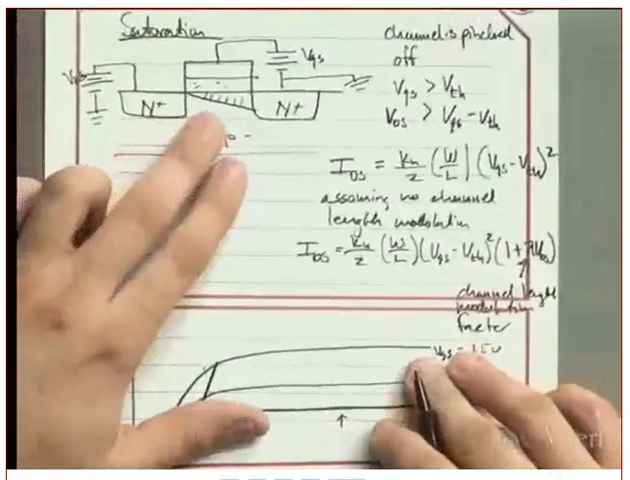 Saturation
channel is pinched
off
Vgs
N+
N+
p-
Vgs > Vth
VDS > Vgs - Vth
IDS = kn/2 (W/L) (Vgs - Vth)²
assuming no channel
length modulation
IDS = kn/2 (W/L) (Vgs - Vth)² (1 + λVDS)
channel length
modulation
factor